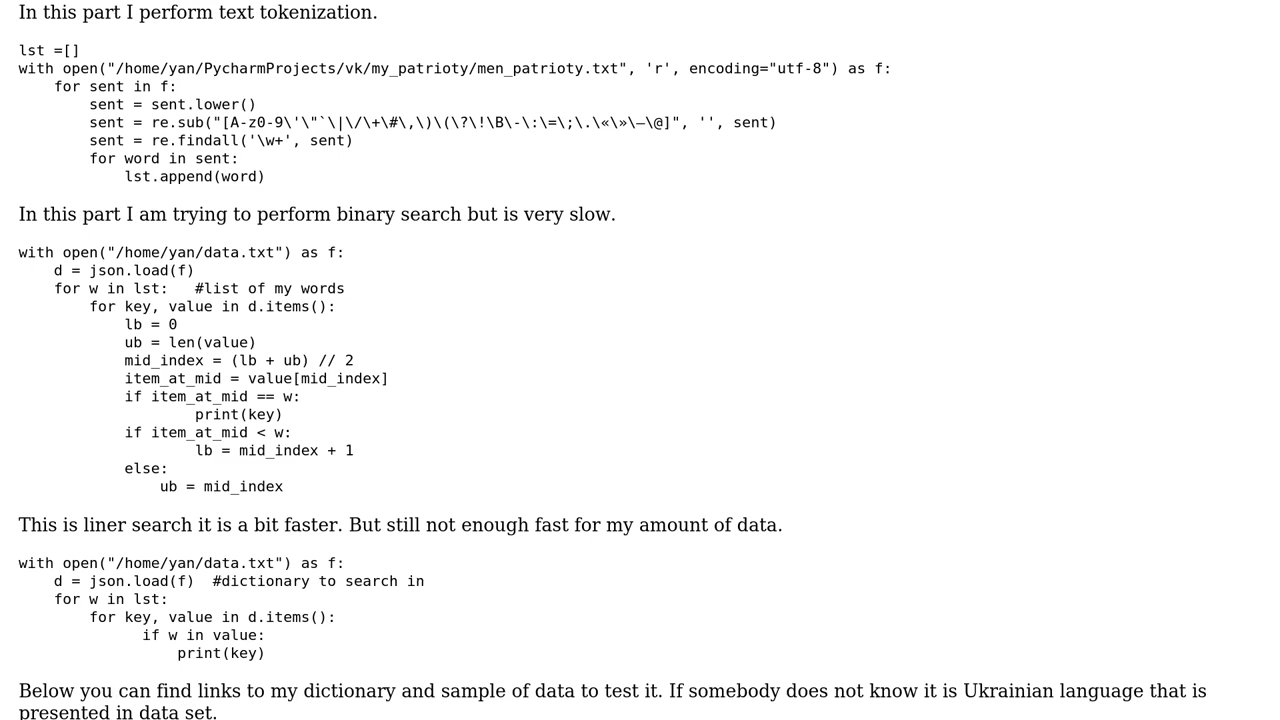 In this part I perform text tokenization.
lst =[]
with open("/home/yan/PycharmProjects/vk/my_patrioty/men_patrioty.txt", 'r', encoding="utf-8") as f:
    for sent in f:
        sent = sent.lower()
        sent = re.sub("[A-z0-9\'\"`\|\/\+\#\,\)\(\?\!\B\-\:\=\;\.\«\»\—\@]", '', sent)
        sent = re.findall('\w+', sent)
        for word in sent:
            lst.append(word)
In this part I am trying to perform binary search but is very slow.
with open("/home/yan/data.txt") as f:
    d = json.load(f)
    for w in lst:   #list of my words
        for key, value in d.items():
            lb = 0
            ub = len(value)
            mid_index = (lb + ub) // 2
            item_at_mid = value[mid_index]
            if item_at_mid == w:
                    print(key)
            if item_at_mid < w:
                    lb = mid_index + 1
            else:
                ub = mid_index
This is liner search it is a bit faster. But still not enough fast for my amount of data.
with open("/home/yan/data.txt") as f:
    d = json.load(f)  #dictionary to search in
    for w in lst:
        for key, value in d.items():
              if w in value:
                  print(key)
Below you can find links to my dictionary and sample of data to test it. If somebody does not know it is Ukrainian language that is
presented in data set.